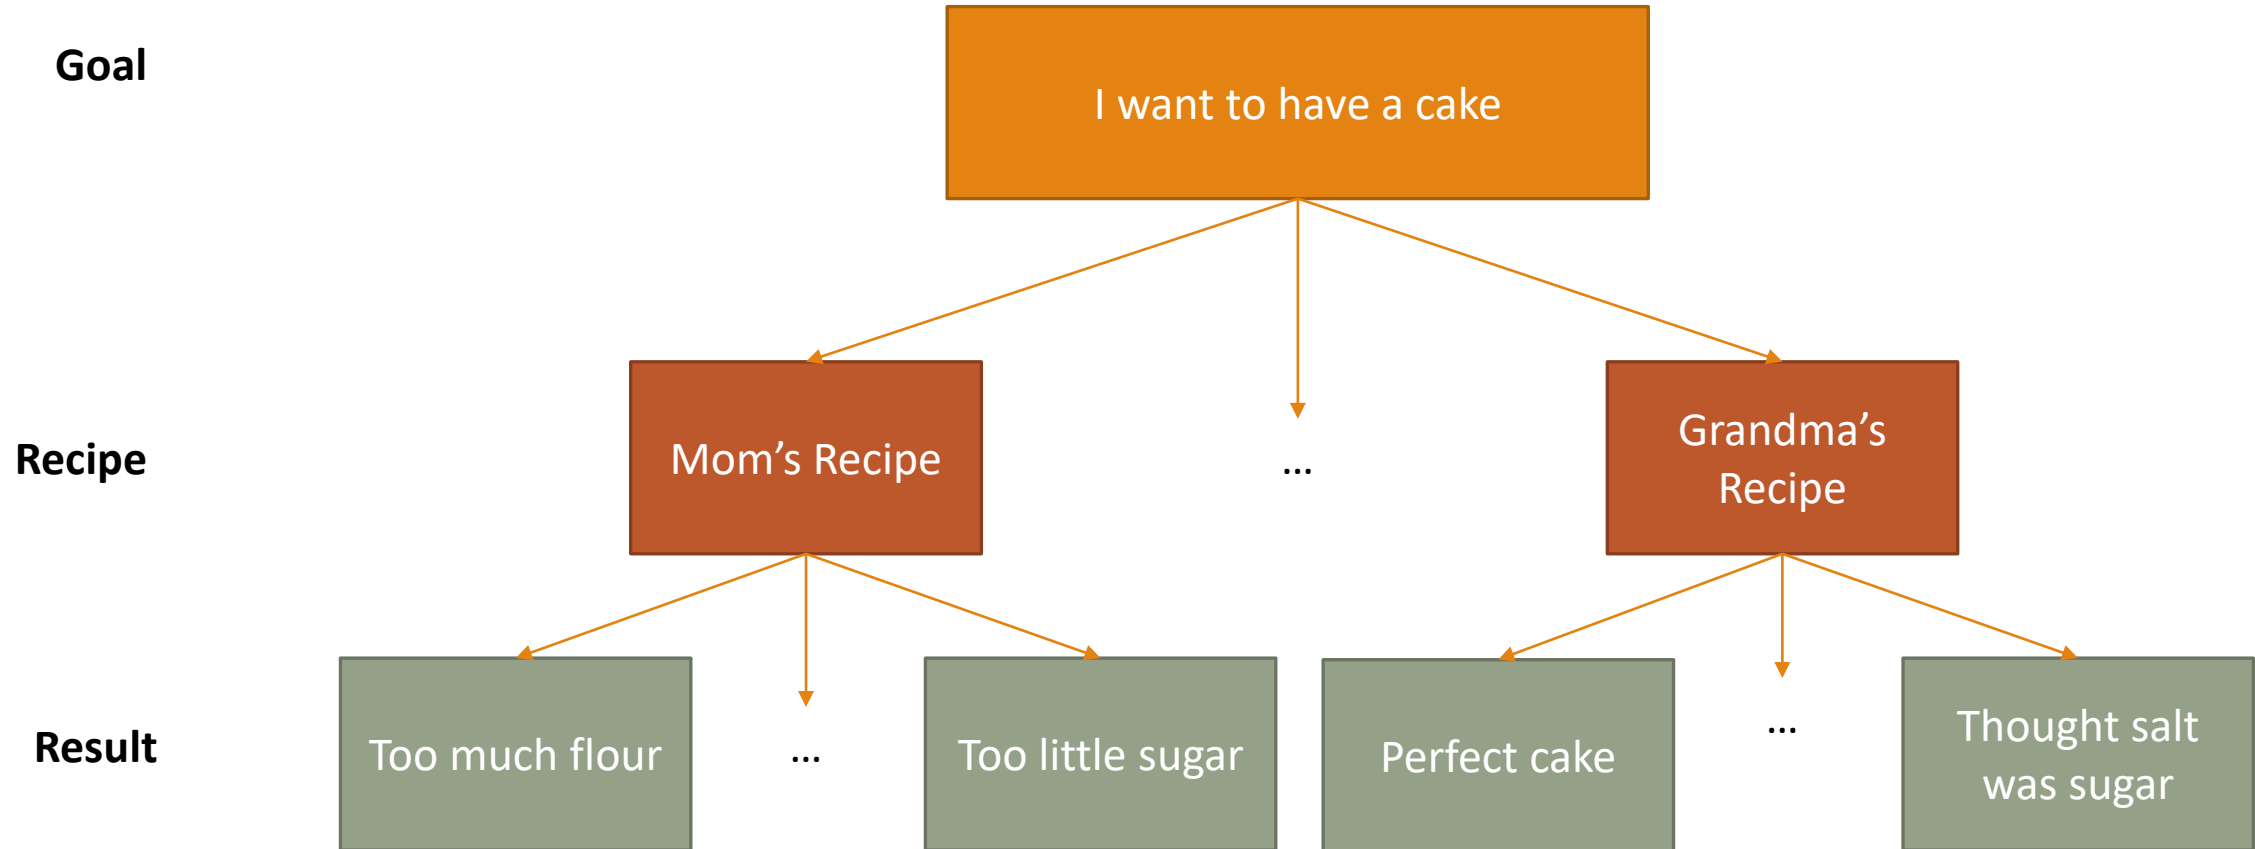 Goal
I want to have a cake
Recipe
Mom’s Recipe
...
Grandma’s
Recipe
Result
Too much flour
...
Too little sugar
Perfect cake
...
Thought salt
was sugar